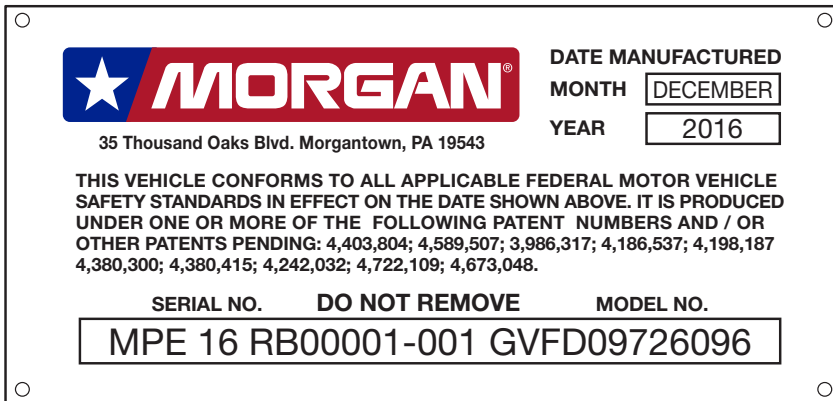 MORGAN®
35 Thousand Oaks Blvd. Morgantown, PA 19543
DATE MANUFACTURED
MONTH DECEMBER
YEAR 2016
THIS VEHICLE CONFORMS TO ALL APPLICABLE FEDERAL MOTOR VEHICLE
SAFETY STANDARDS IN EFFECT ON THE DATE SHOWN ABOVE. IT IS PRODUCED
UNDER ONE OR MORE OF THE FOLLOWING PATENT NUMBERS AND / OR
OTHER PATENTS PENDING: 4,403,804; 4,589,507; 3,986,317; 4,186,537; 4,198,187
4,380,300; 4,380,415; 4,242,032; 4,722,109; 4,673,048.
SERIAL NO. DO NOT REMOVE MODEL NO.
MPE 16 RB00001-001 GVFD09726096